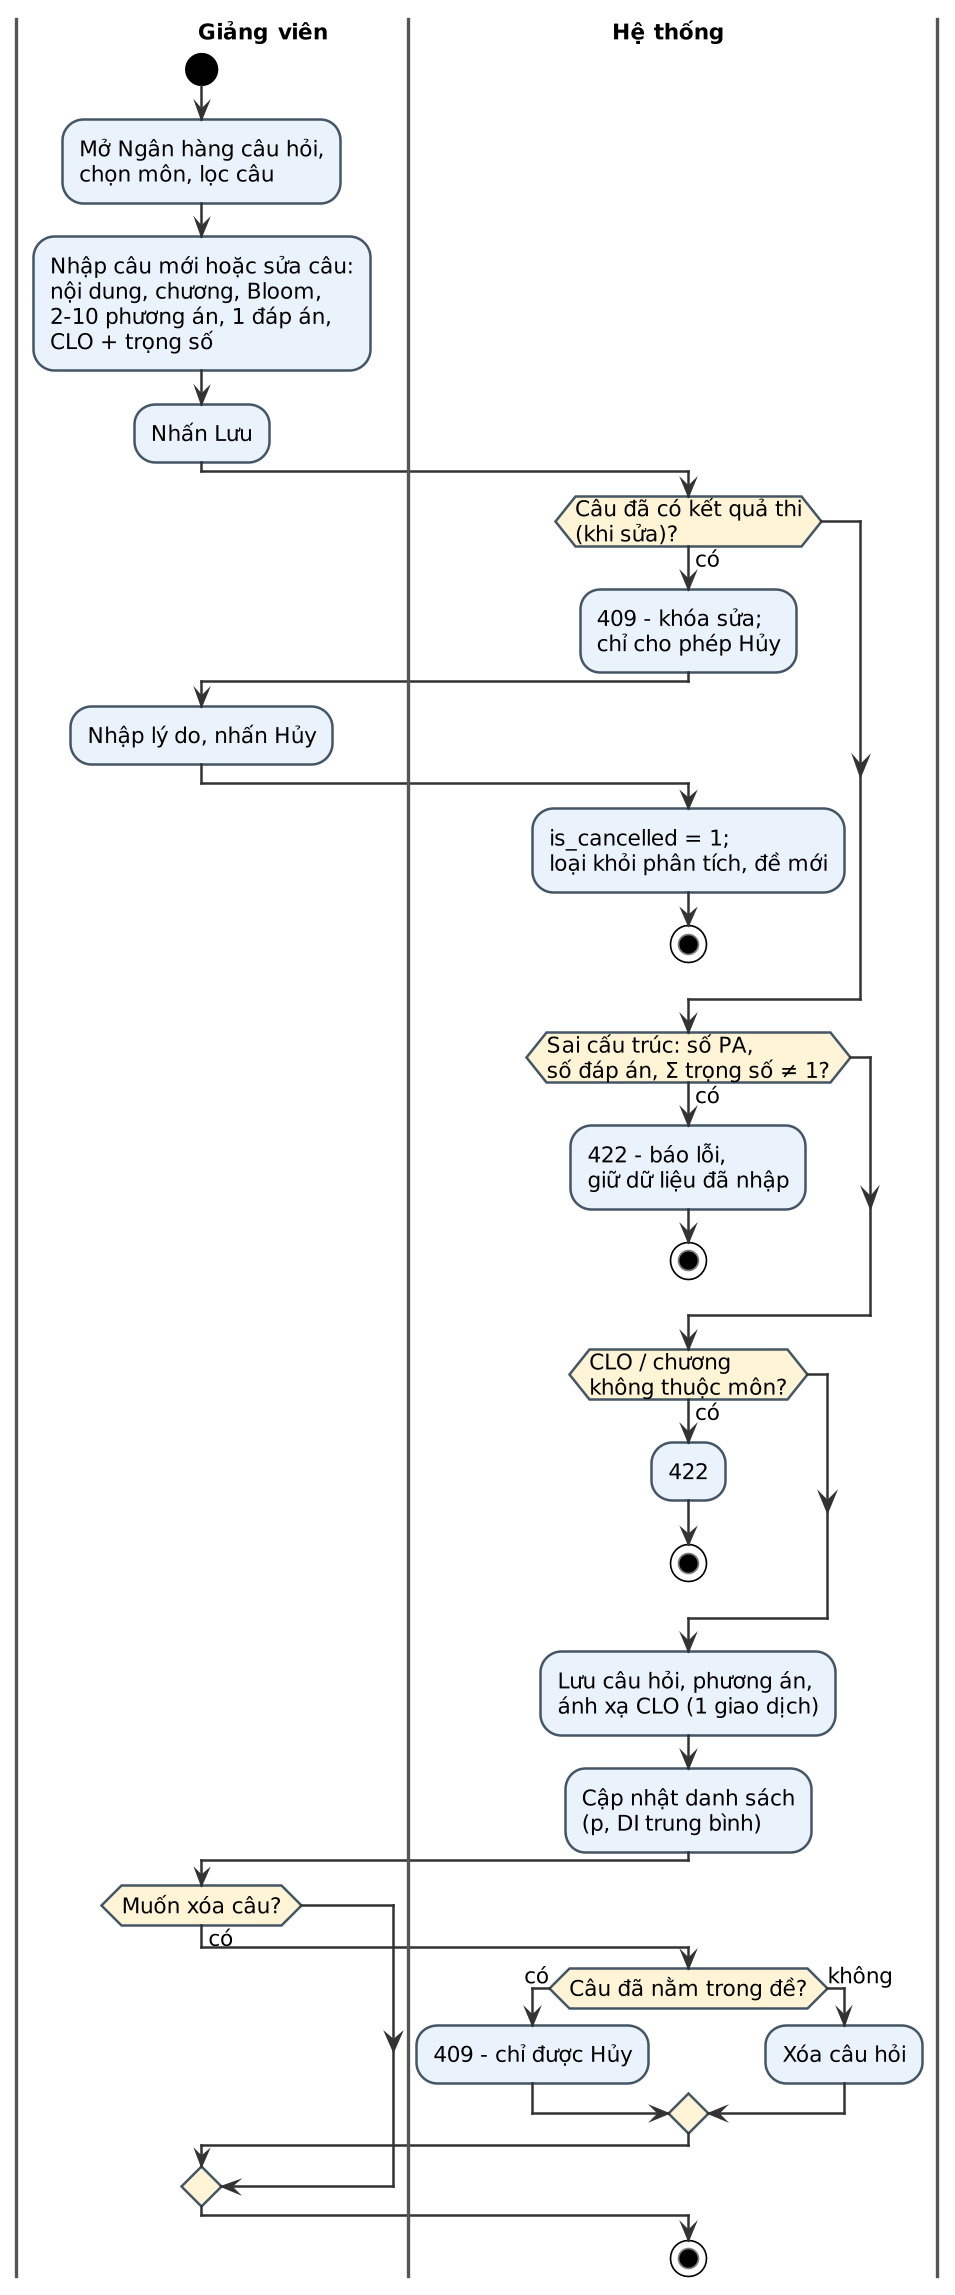 Giảng viên
Hệ thống
Mở Ngân hàng câu hỏi,
chọn môn, lọc câu
Nhập câu mới hoặc sửa câu:
nội dung, chương, Bloom,
2-10 phương án, 1 đáp án,
CLO + trọng số
Nhấn Lưu
Câu đã có kết quả thi
(khi sửa)?
có
409 - khóa sửa;
chỉ cho phép Hủy
Nhập lý do, nhấn Hủy
is_cancelled = 1;
loại khỏi phân tích, đề mới
Sai cấu trúc: số PA,
số đáp án, Σ trọng số ≠ 1?
có
422 - báo lỗi,
giữ dữ liệu đã nhập
CLO / chương
không thuộc môn?
có
422
Lưu câu hỏi, phương án,
ánh xạ CLO (1 giao dịch)
Cập nhật danh sách
(p, DI trung bình)
Muốn xóa câu?
có
Câu đã nằm trong đề?
có
không
409 - chỉ được Hủy
Xóa câu hỏi